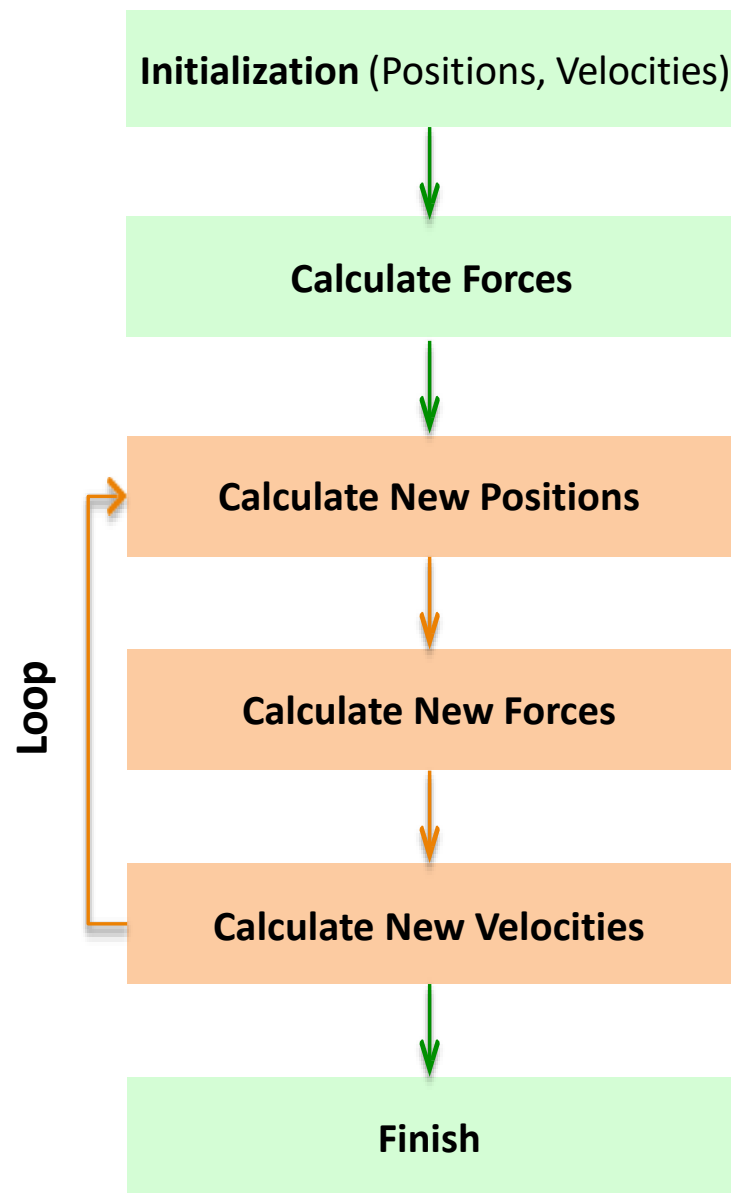 Initialization (Positions, Velocities)
Calculate Forces
Calculate New Positions
Loop
Calculate New Forces
Calculate New Velocities
Finish